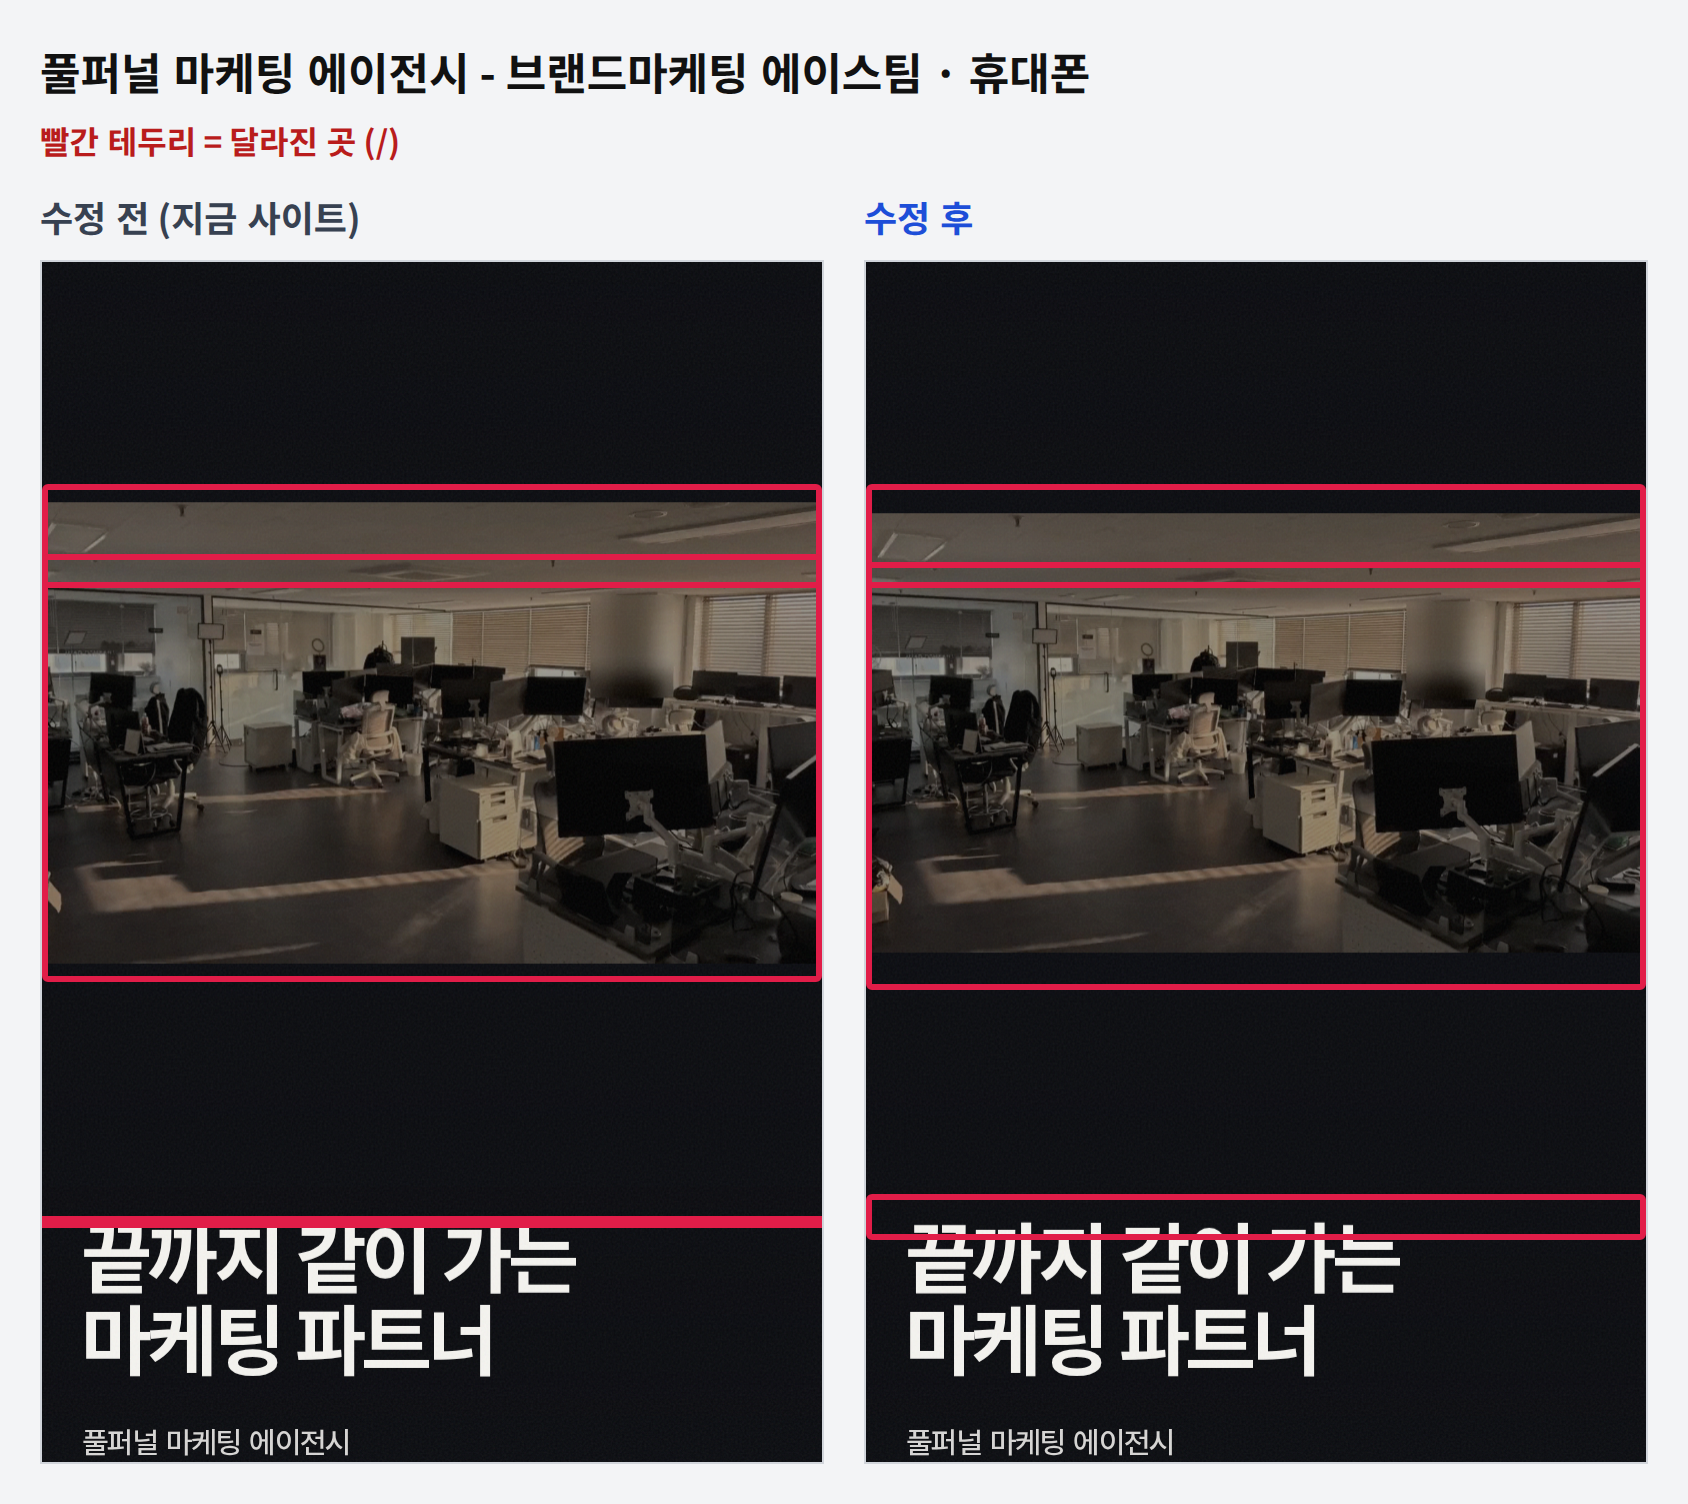 풀퍼널 마케팅 에이전시 - 브랜드마케팅 에이스팀 · 휴대폰
빨간 테두리 = 달라진 곳 (/)
수정 전 (지금 사이트)
수정 후
끝까지 같이 가는
마케팅 파트너
풀퍼널 마케팅 에이전시
끝까지 같이 가는
마케팅 파트너
풀퍼널 마케팅 에이전시